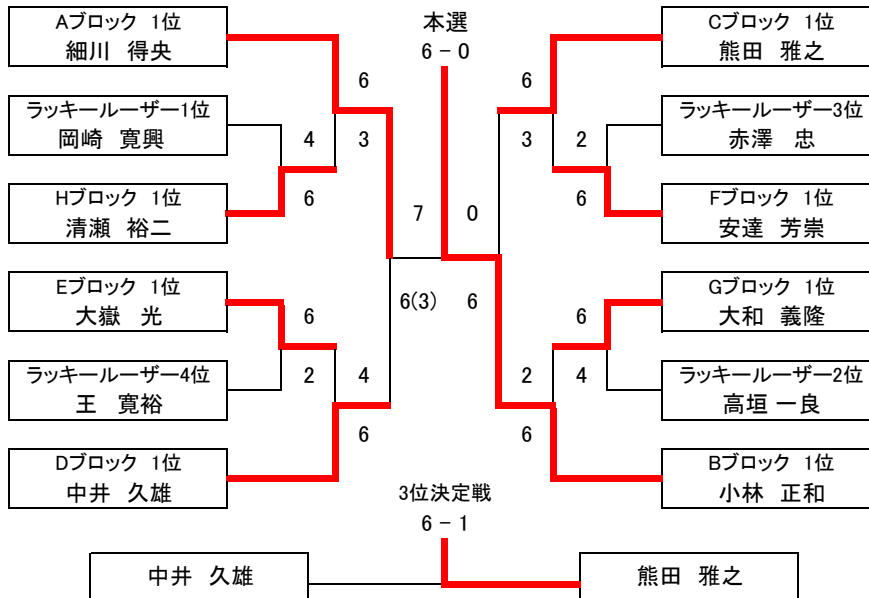 Aブロック 1位
細川 得央
ラッキールーザー1位
岡崎 寛興
Hブロック 1位
清瀬 裕二
Eブロック 1位
大嶽 光
ラッキールーザー4位
王 寛裕
Dブロック 1位
中井 久雄
6
4
3
6
6
2
4
6
7
6(3)
本選
6－0
0
6
6
3
2
6
6
2
4
6
Cブロック 1位
熊田 雅之
ラッキールーザー3位
赤澤 忠
Fブロック 1位
安達 芳崇
Gブロック 1位
大和 義隆
ラッキールーザー2位
高垣 一良
Bブロック 1位
小林 正和
3位決定戦
6－1
中井 久雄
熊田 雅之